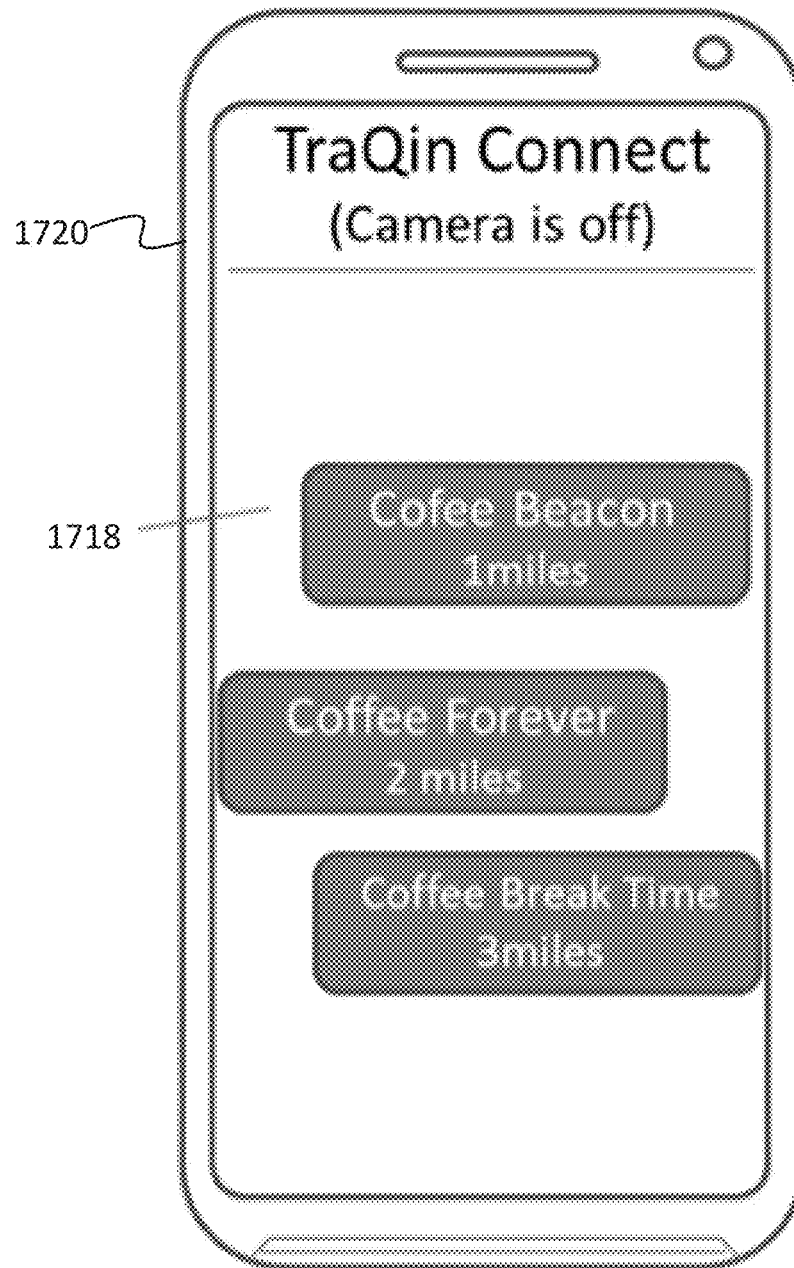 TraQin Connect
(Camera is off)
1720
Cofee Beacon
1miles
1718
Coffee Forever
2 miles
Coffee Break Time
3miles